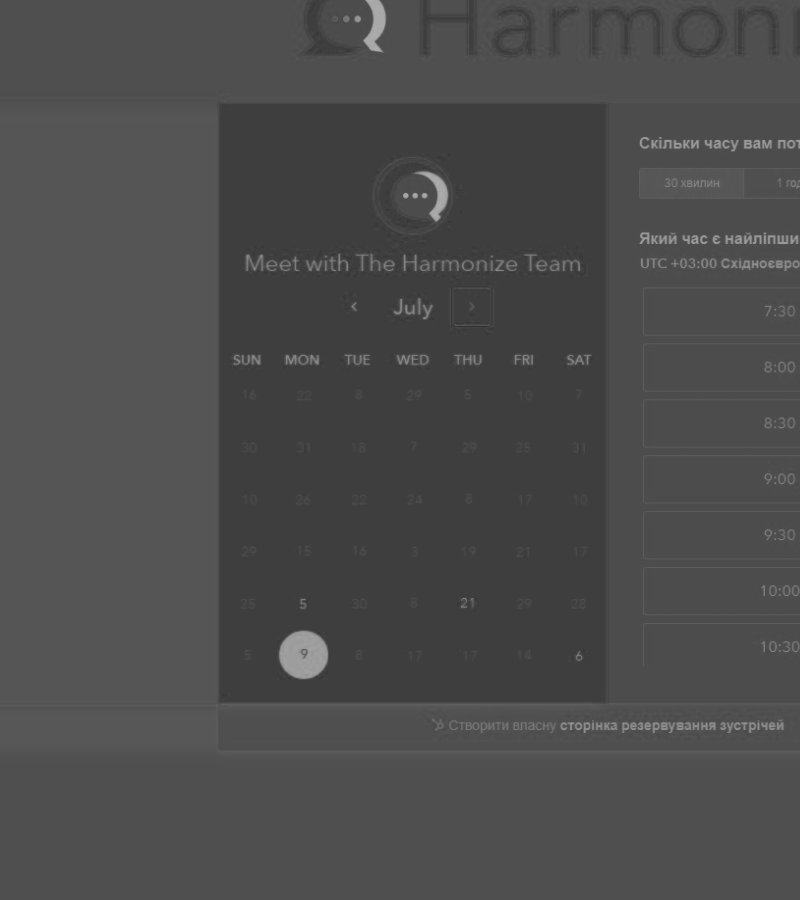 Harmoni
Meet with The Harmonize Team
July
SUN MON TUE WED THU FRI SAT
16 22 6 29 5 10 7
30 31 18 7 29 25 31
10 26 22 24 8 17 10
29 15 16 3 19 21 17
25 5 30 8 21 29 28
5 9 8 17 17 14 6
Скільки часу вам пот
30 хвилин 1 год
Який час є найліпши
UTC +03:00 Східноєвро
7:30
8:00
8:30
9:00
9:30
10:00
10:30
Створити власну сторінка резервування зустрічей